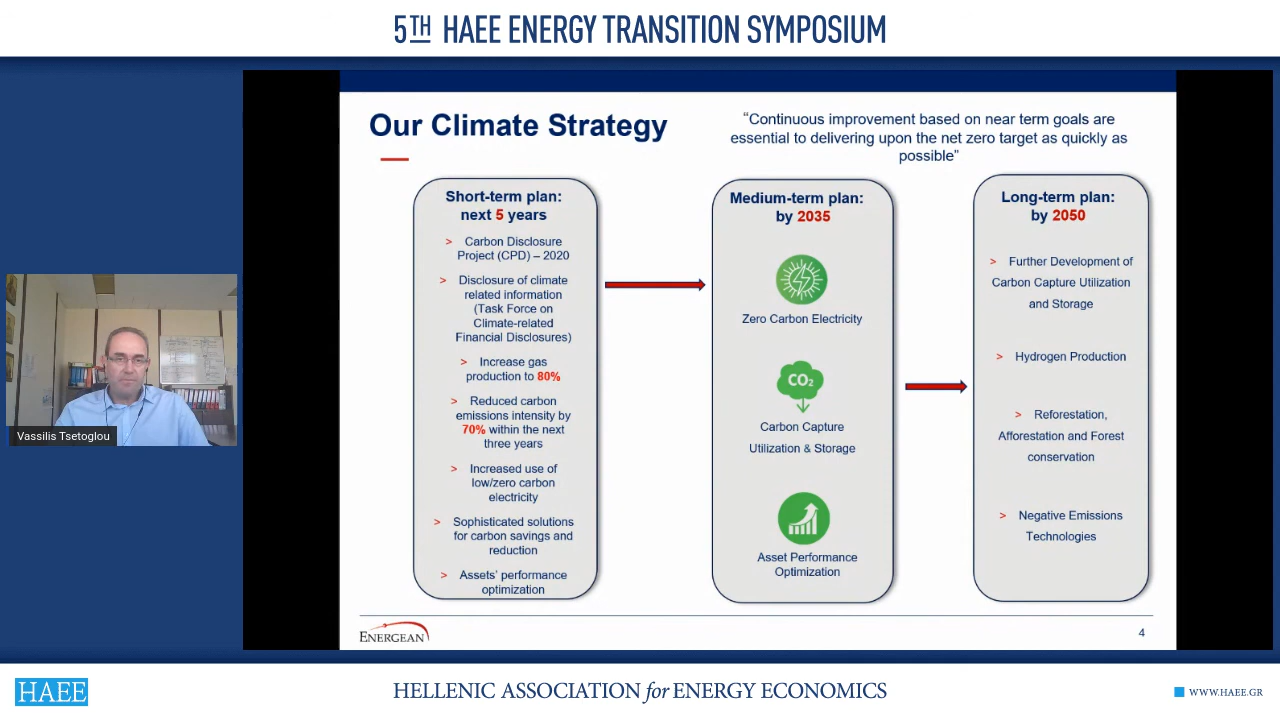 5TH HAEE ENERGY TRANSITION SYMPOSIUM
Our Climate Strategy
“Continuous improvement based on near term goals are
essential to delivering upon the net zero target as quickly as
possible”
Short-term plan:
next 5 years
> Carbon Disclosure
Project (CPD) – 2020
> Disclosure of climate
related information
(Task Force on
Climate-related
Financial Disclosures)
> Increase gas
production to 80%
> Reduced carbon
emissions intensity by
70% within the next
three years
> Increased use of
low/zero carbon
electricity
> Sophisticated solutions
for carbon savings and
reduction
> Assets’ performance
optimization
Medium-term plan:
by 2035
Zero Carbon Electricity
CO₂
Carbon Capture
Utilization & Storage
Asset Performance
Optimization
Long-term plan:
by 2050
> Further Development of
Carbon Capture Utilization
and Storage
> Hydrogen Production
> Reforestation,
Afforestation and Forest
conservation
> Negative Emissions
Technologies
Vassilis Tsetoglou
ENERGEAN
4
HAEE
HELLENIC ASSOCIATION for ENERGY ECONOMICS
WWW.HAEE.GR